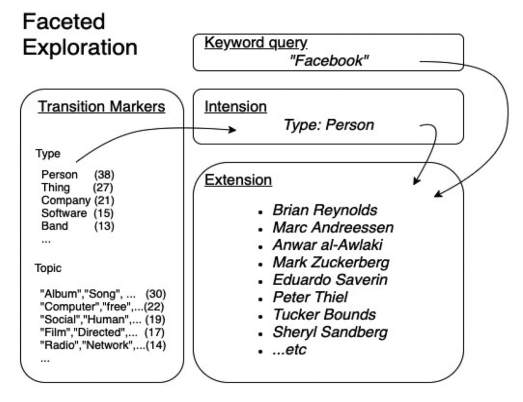 Faceted
Exploration
Keyword query
"Facebook"
Transition Markers
Type
Person (38)
Thing (27)
Company (21)
Software (15)
Band (13)
...
Topic
"Album","Song", ... (30)
"Computer","free",...(22)
"Social","Human",... (19)
"Film","Directed",... (17)
"Radio","Network",...(14)
...
Intension
Type: Person
Extension
• Brian Reynolds
• Marc Andreessen
• Anwar al-Awlaki
• Mark Zuckerberg
• Eduardo Saverin
• Peter Thiel
• Tucker Bounds
• Sheryl Sandberg
• ...etc